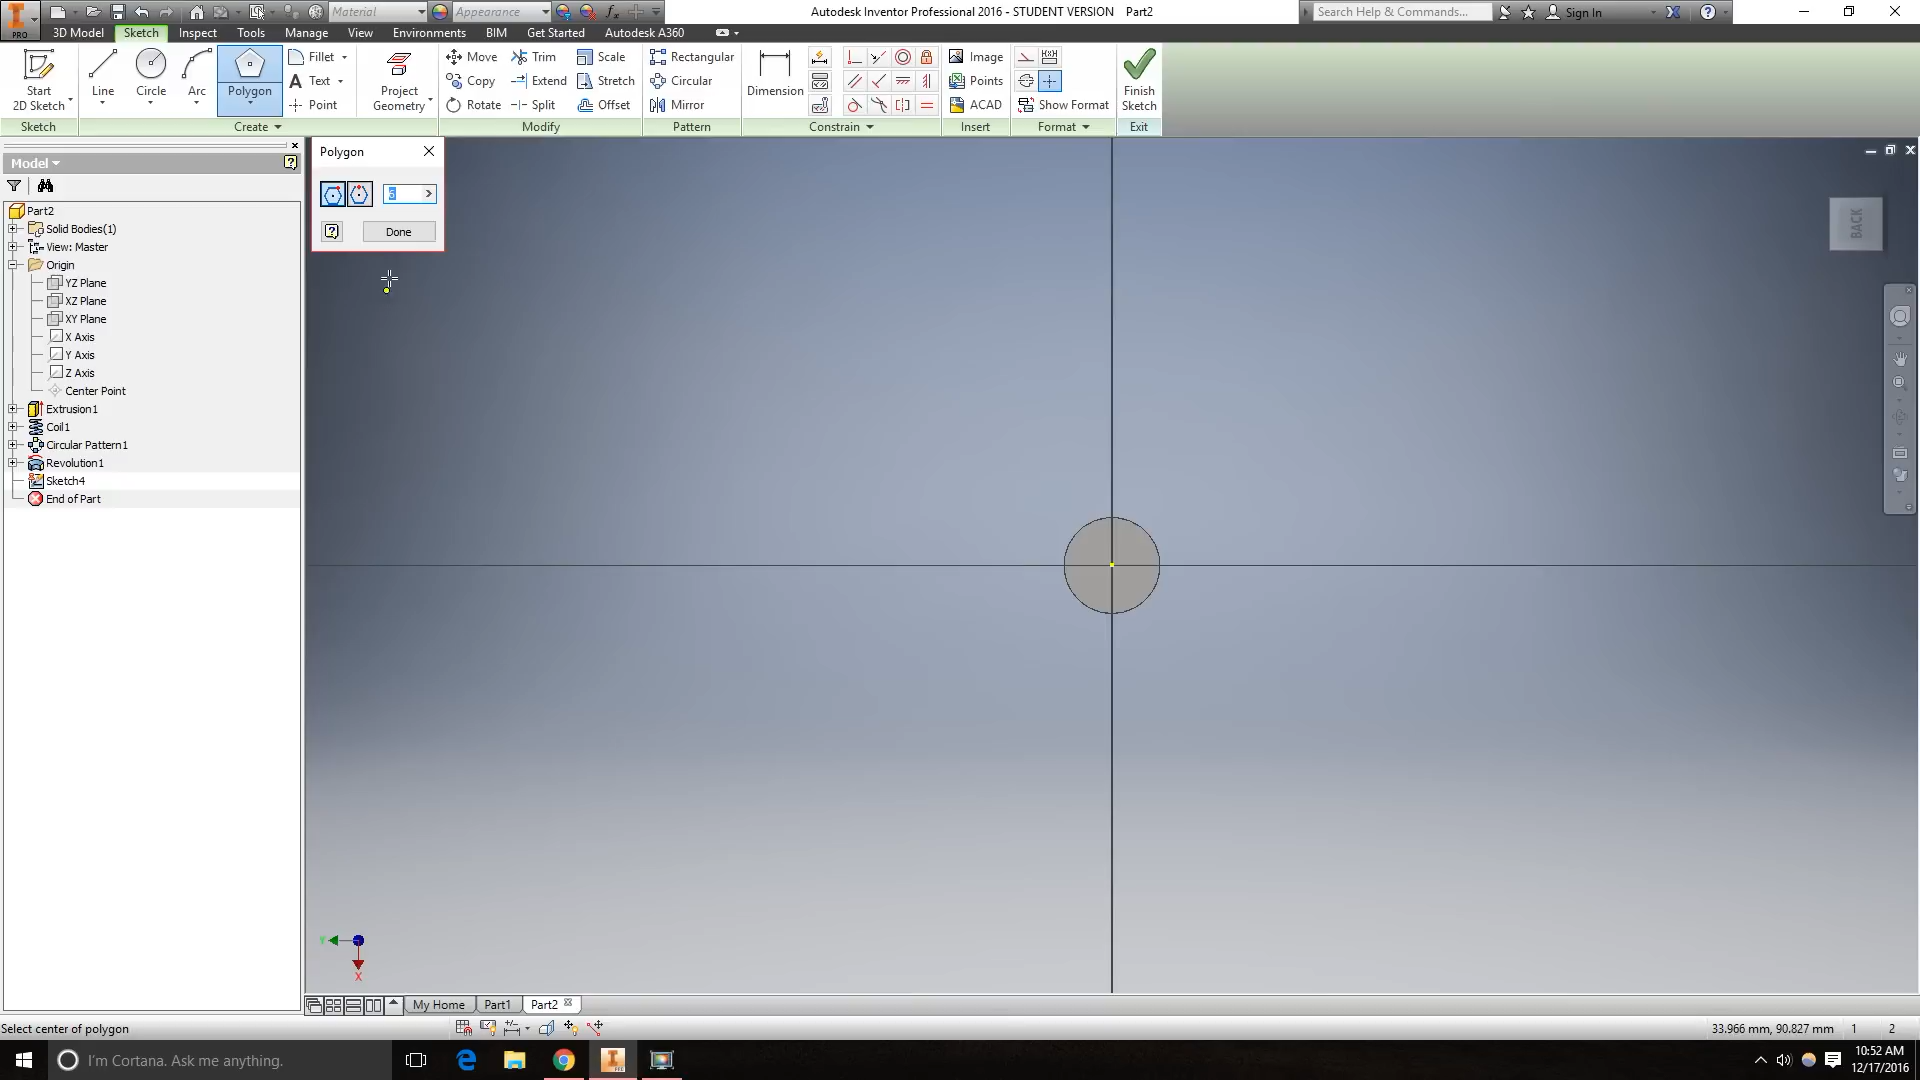 Material
Appearance
Autodesk Inventor Professional 2016 - STUDENT VERSION Part2
Search Help & Commands...
Sign In
PRO
3D Model
Sketch
Inspect
Tools
Manage
View
Environments
BIM
Get Started
Autodesk A360
Start
2D Sketch
Line
Circle
Arc
Polygon
Fillet
Text
Point
Project
Geometry
Move
Copy
Rotate
Trim
Extend
Split
Scale
Stretch
Offset
Rectangular
Circular
Mirror
Dimension
Image
Points
ACAD
Show Format
Finish
Sketch
Sketch
Create
Modify
Pattern
Constrain
Insert
Format
Exit
Model
Part2
Solid Bodies(1)
View: Master
Origin
YZ Plane
XZ Plane
XY Plane
X Axis
Y Axis
Z Axis
Center Point
Extrusion1
Coil1
Circular Pattern1
Revolution1
Sketch4
End of Part
Polygon
6
Done
BACK
Y
X
My Home
Part1
Part2
Select center of polygon
33.966 mm, 90.827 mm 1 2
I'm Cortana. Ask me anything.
10:52 AM
12/17/2016